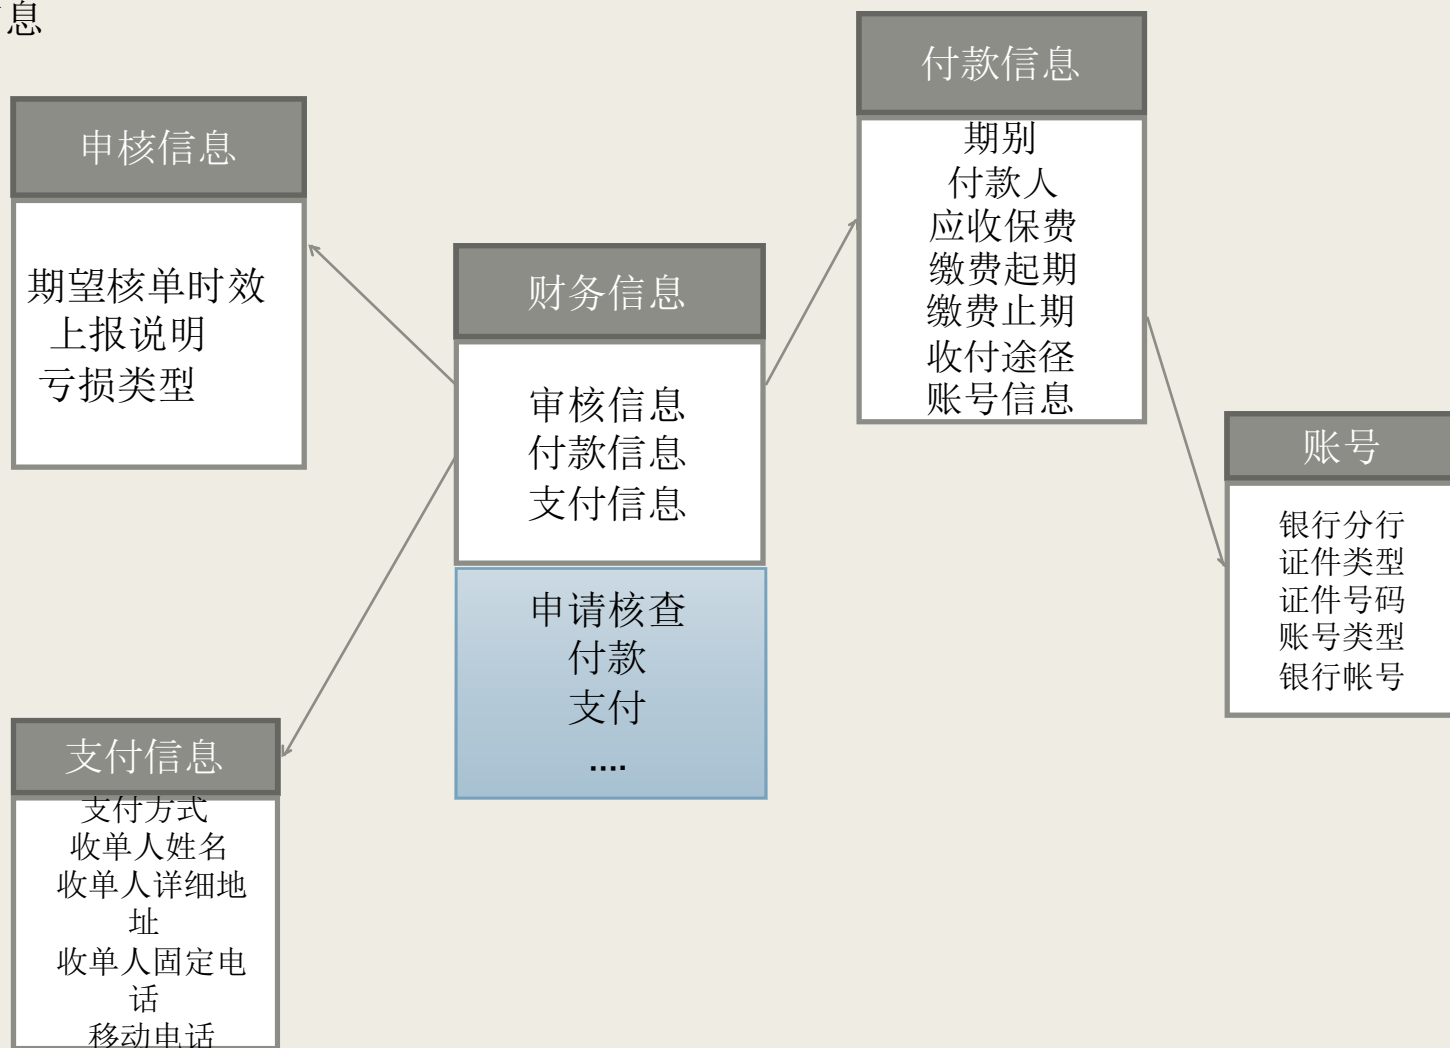 息
付款信息
期别
付款人
应收保费
缴费起期
缴费止期
收付途径
账号信息
申核信息
期望核单时效
上报说明
亏损类型
财务信息
审核信息
付款信息
支付信息
申请核查
付款
支付
....
账号
银行分行
证件类型
证件号码
账号类型
银行帐号
支付信息
支付方式
收单人姓名
收单人详细地
址
收单人固定电
话
移动电话